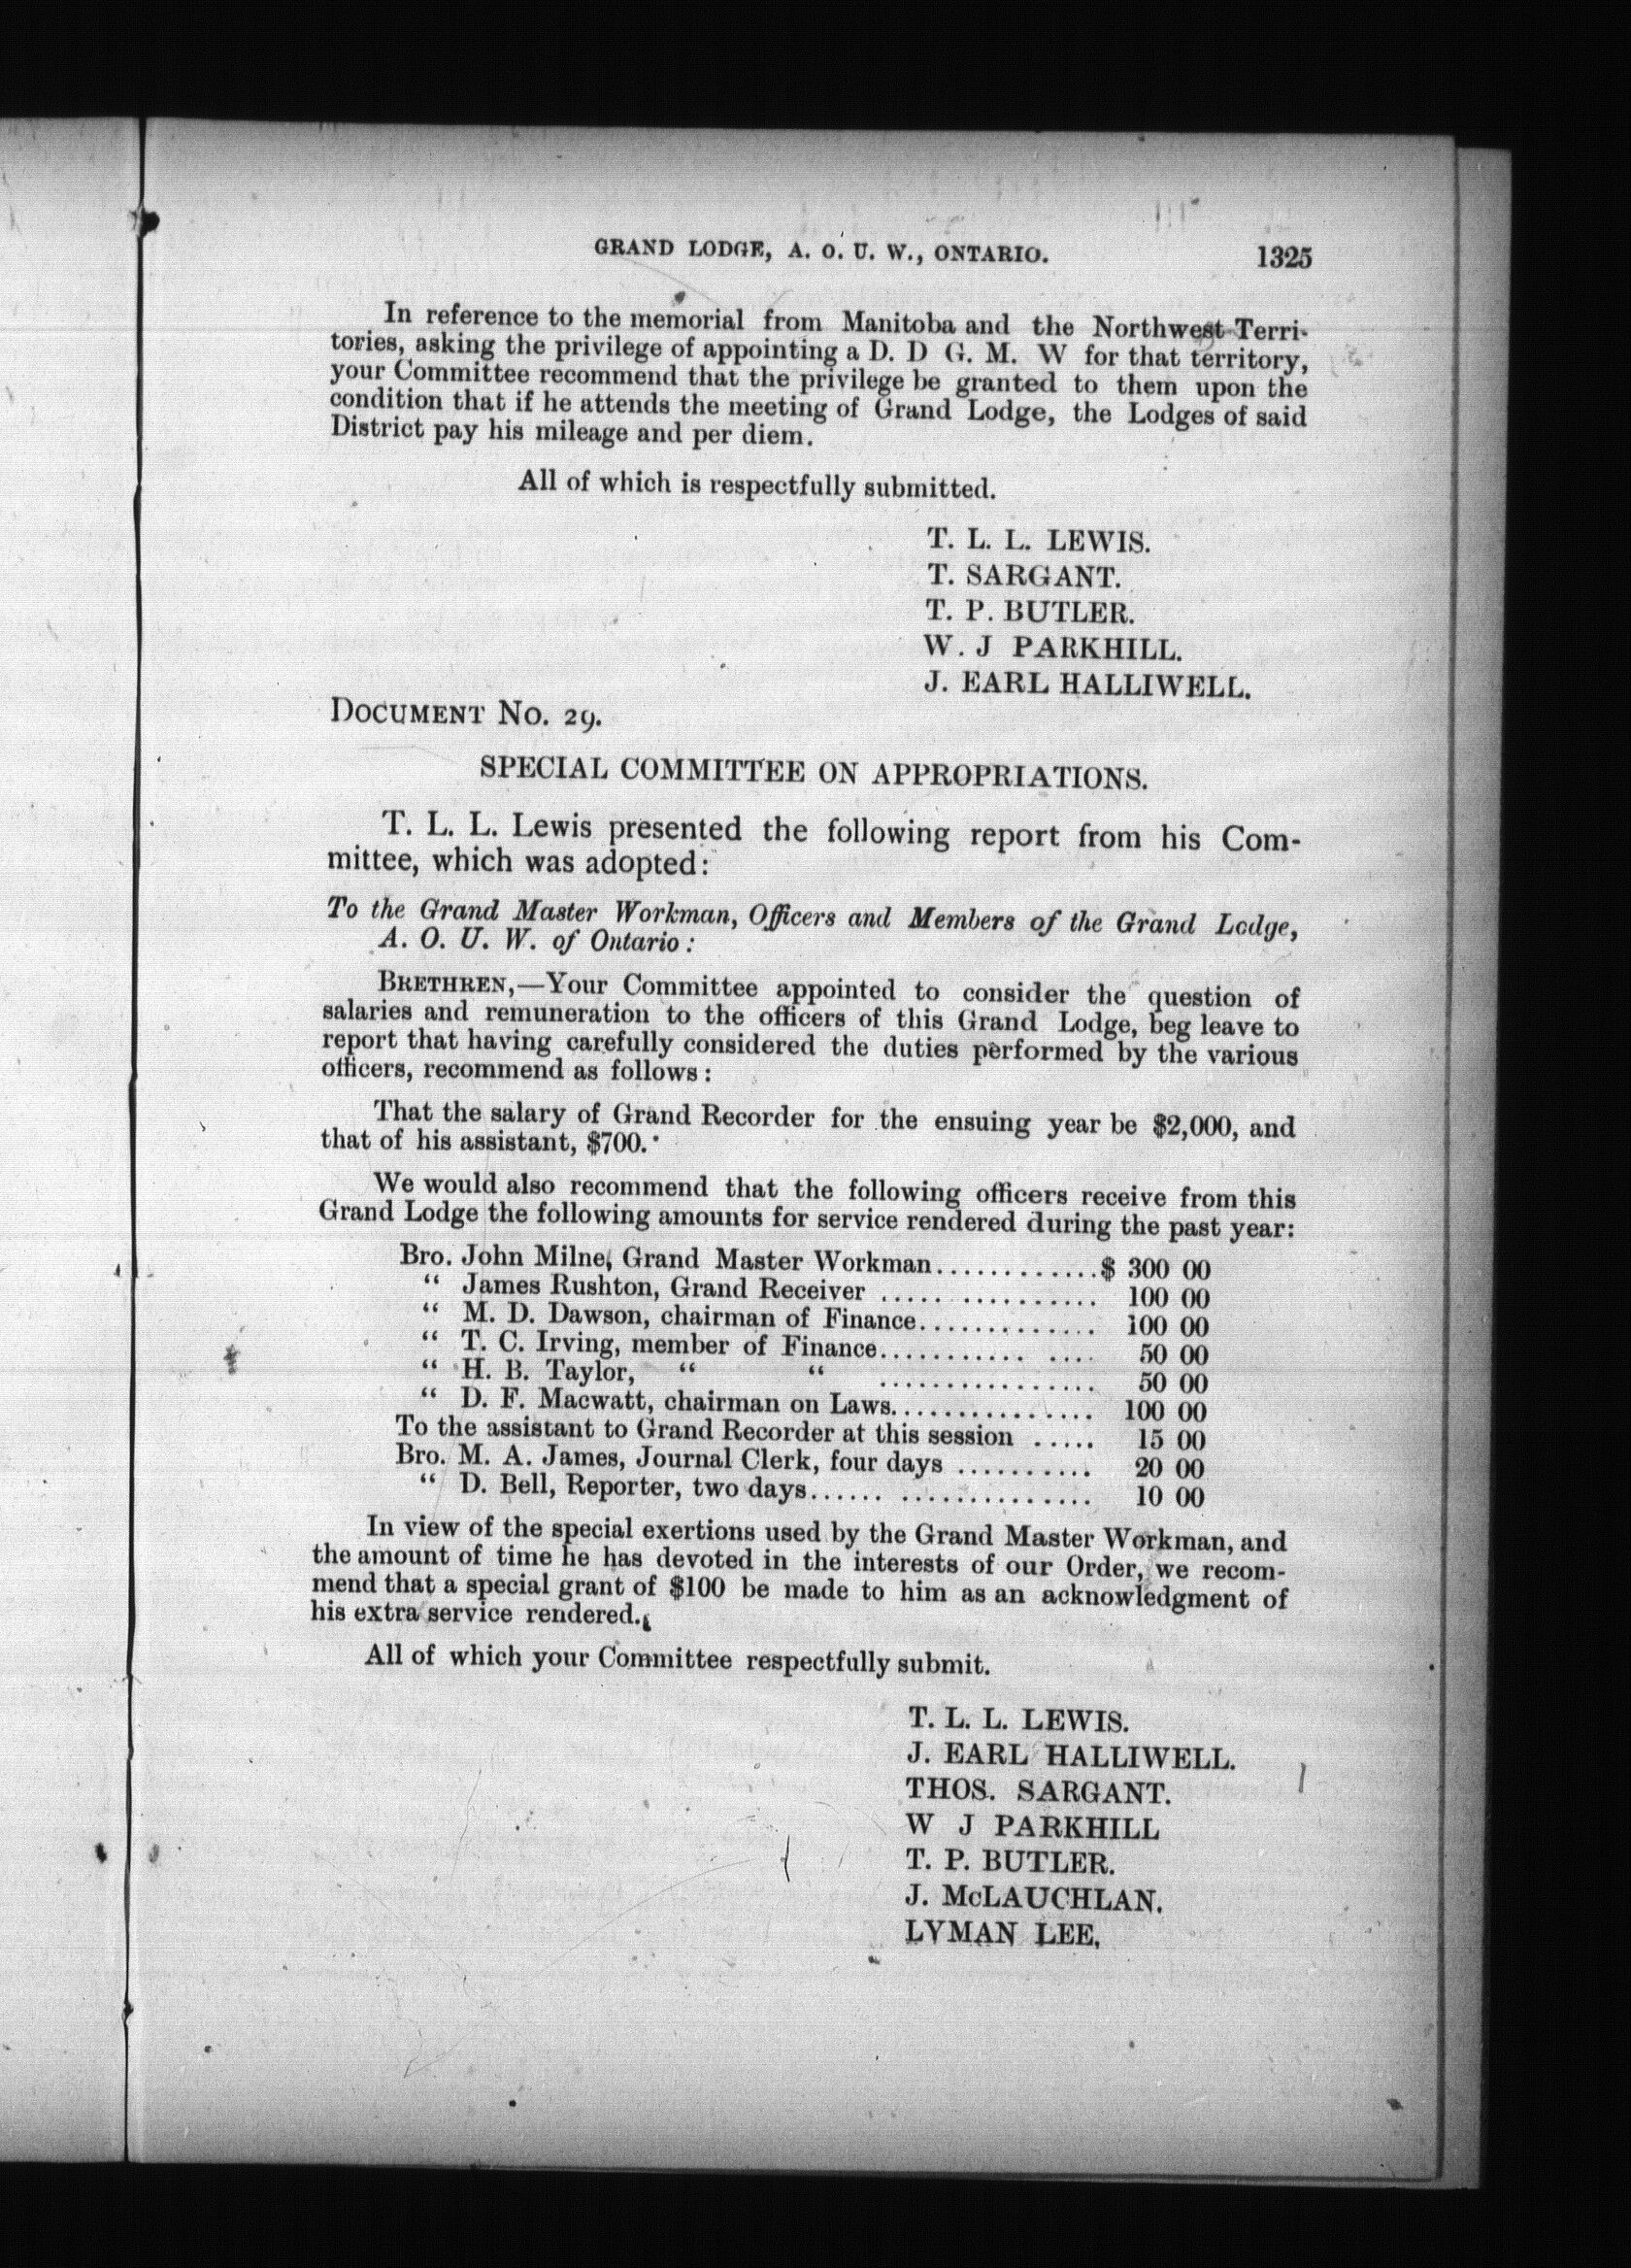 GRAND LODGE, A. O. U. W., ONTARIO. 1325
In reference to the memorial from Manitoba and the Northwest Terri-
tories, asking the privilege of appointing a D. D G. M. W for that territory,
your Committee recommend that the privilege be granted to them upon the
condition that if he attends the meeting of Grand Lodge, the Lodges of said
District pay his mileage and per diem.
All of which is respectfully submitted.
T. L. L. LEWIS.
T. SARGANT.
T. P. BUTLER.
W. J PARKHILL.
J. EARL HALLIWELL.
DOCUMENT NO. 29.
SPECIAL COMMITTEE ON APPROPRIATIONS.
T. L. L. Lewis presented the following report from his Com-
mittee, which was adopted:
To the Grand Master Workman, Officers and Members of the Grand Lodge,
A. O. U. W. of Ontario:
BRETHREN,—Your Committee appointed to consider the question of
salaries and remuneration to the officers of this Grand Lodge, beg leave to
report that having carefully considered the duties performed by the various
officers, recommend as follows:
That the salary of Grand Recorder for the ensuing year be $2,000, and
that of his assistant, $700.
We would also recommend that the following officers receive from this
Grand Lodge the following amounts for service rendered during the past year:
Bro. John Milne, Grand Master Workman............$ 300 00
“ James Rushton, Grand Receiver ..... ............... 100 00
“ M. D. Dawson, chairman of Finance.............. 100 00
“ T. C. Irving, member of Finance............ .... 50 00
“ H. B. Taylor, “ “ ................ 50 00
“ D. F. Macwatt, chairman on Laws............... 100 00
To the assistant to Grand Recorder at this session ..... 15 00
Bro. M. A. James, Journal Clerk, four days .......... 20 00
“ D. Bell, Reporter, two days...... .............. 10 00
In view of the special exertions used by the Grand Master Workman, and
the amount of time he has devoted in the interests of our Order, we recom-
mend that a special grant of $100 be made to him as an acknowledgment of
his extra service rendered.
All of which your Committee respectfully submit.
T. L. L. LEWIS.
J. EARL HALLIWELL.
THOS. SARGANT.
W J PARKHILL
T. P. BUTLER.
J. McLAUCHLAN.
LYMAN LEE.